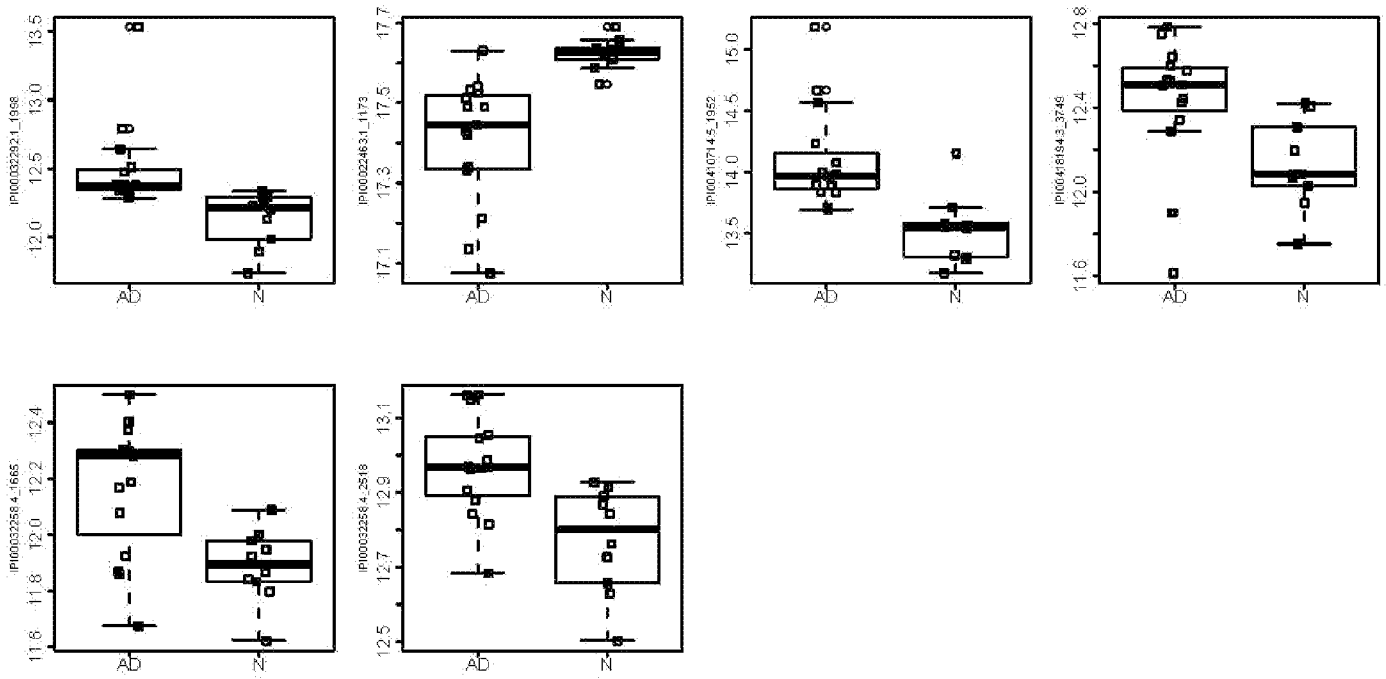 IPI00032292.1_1998
13.5
13.0
12.5
12.0
AD
N
IPI00022463.1_1173
17.7
17.5
17.3
17.1
AD
N
IPI00410714.5_1952
15.0
14.5
14.0
13.5
AD
N
IPI00418194.3_3749
12.8
12.4
12.0
11.6
AD
N
IPI00032258.4_1665
12.4
12.2
12.0
11.8
11.6
AD
N
IPI00032258.4_2518
13.1
12.9
12.7
12.5
AD
N